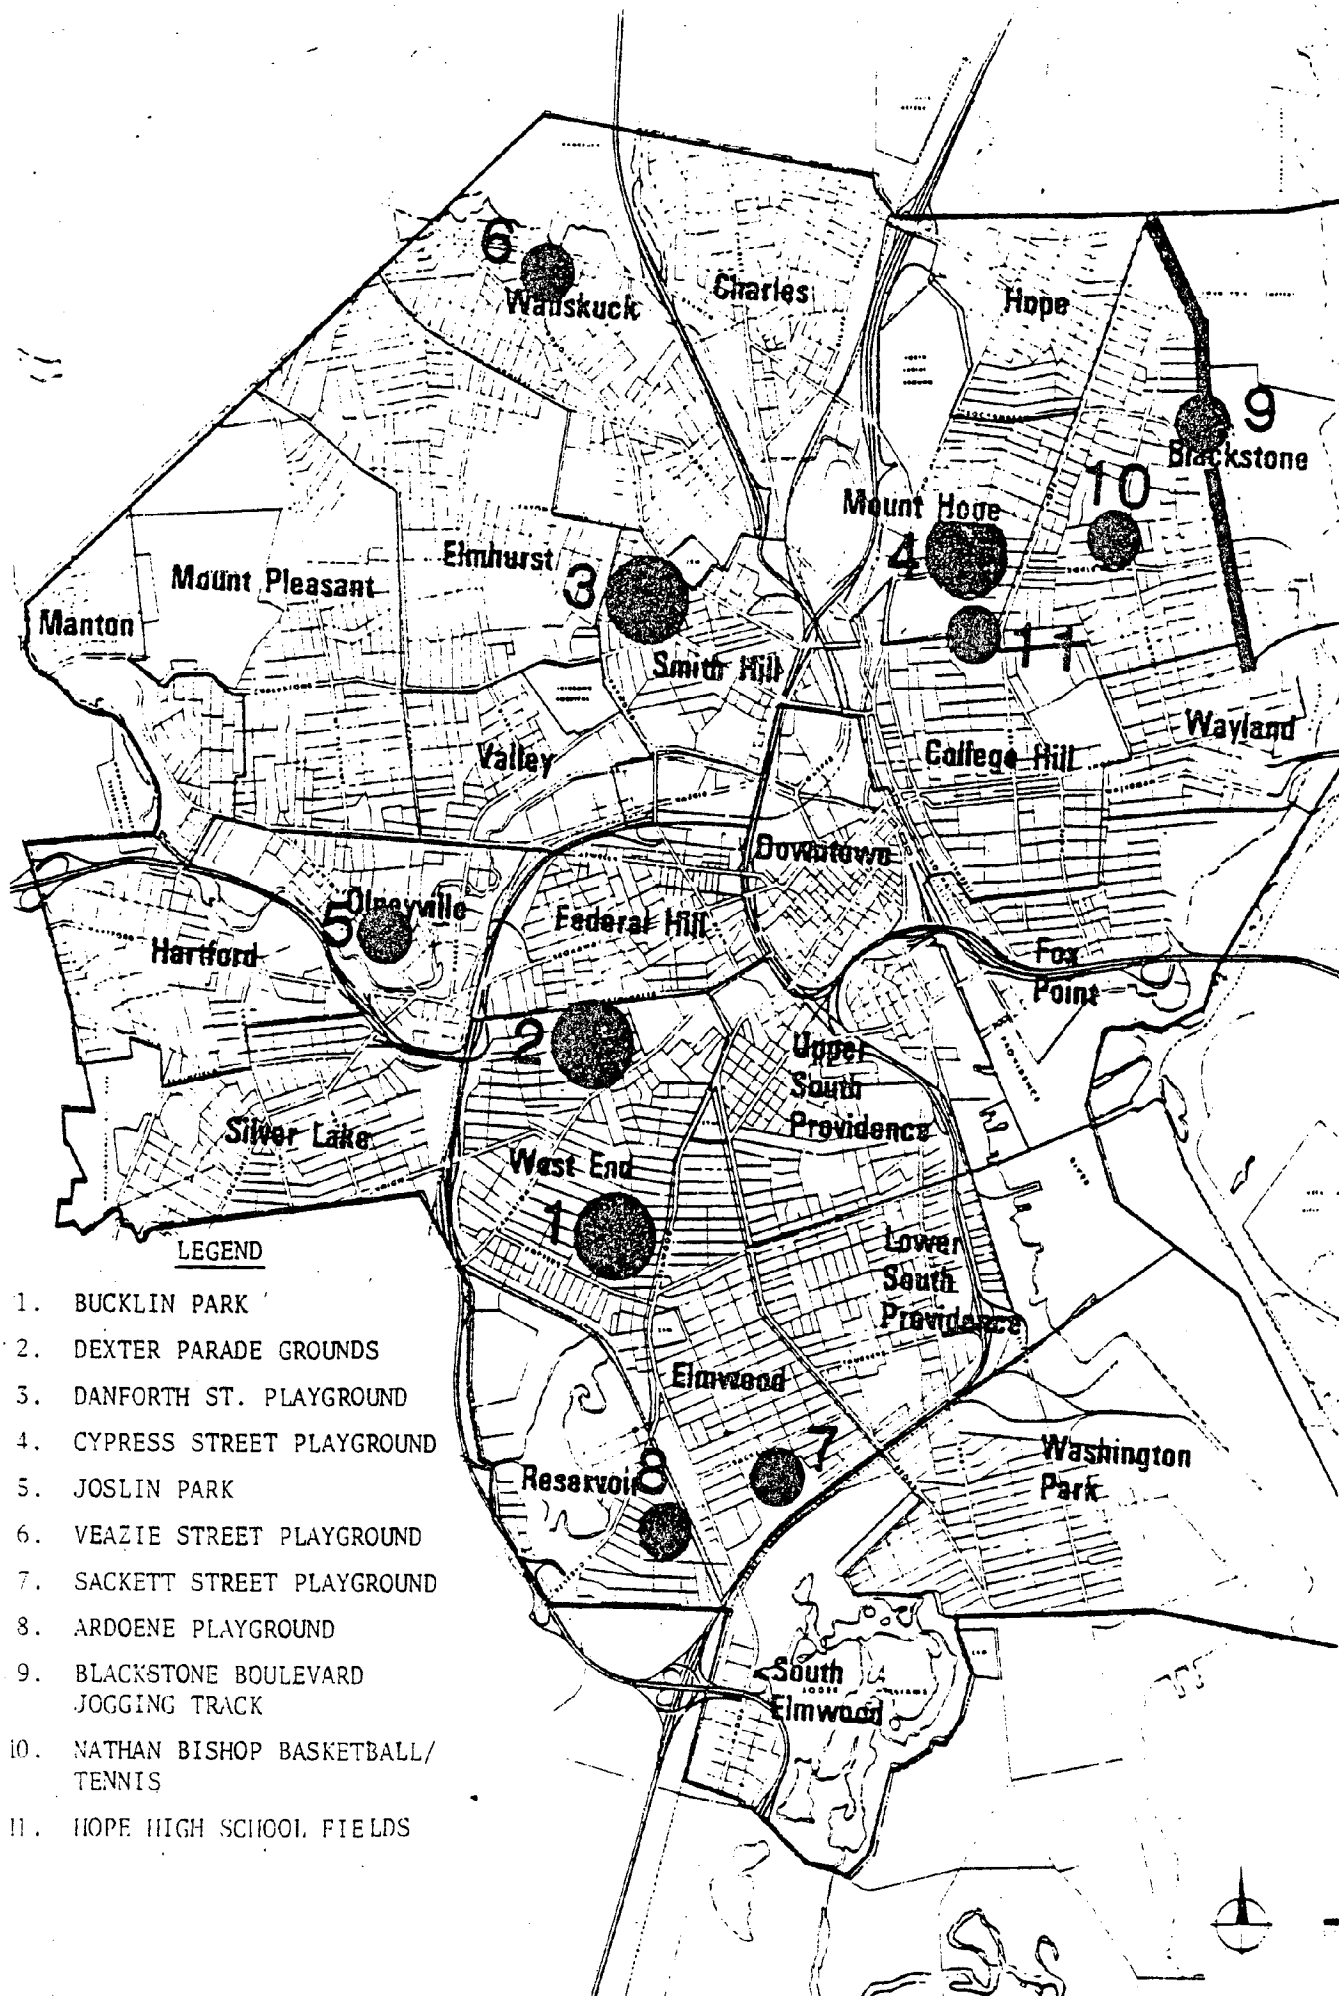 6
Wanskuck
Charles
Hope
9
Blackstone
10
Mount Hope
4
Elmhurst
3
Mount Pleasant
Manton
11
Smith Hill
Wayland
Valley
College Hill
Downtown
Olneyville
5
Federal Hill
Hartford
Fox
Point
2
Upper
South
Providence
Silver Lake
West End
1
Lower
South
Providence
Elmwood
7
Washington
Park
Reservoir
8
South
Elmwood
LEGEND
1. BUCKLIN PARK
2. DEXTER PARADE GROUNDS
3. DANFORTH ST. PLAYGROUND
4. CYPRESS STREET PLAYGROUND
5. JOSLIN PARK
6. VEAZIE STREET PLAYGROUND
7. SACKETT STREET PLAYGROUND
8. ARDOENE PLAYGROUND
9. BLACKSTONE BOULEVARD
JOGGING TRACK
10. NATHAN BISHOP BASKETBALL/
TENNIS
11. HOPE HIGH SCHOOL FIELDS